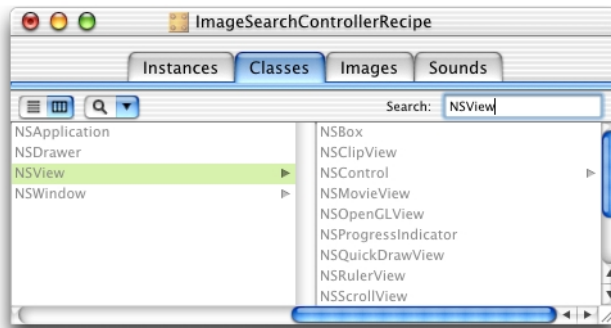 ImageSearchControllerRecipe
Instances Classes Images Sounds
Search: NSView
NSApplication
NSDrawer
NSView
NSWindow
NSBox
NSClipView
NSControl
NSMovieView
NSOpenGLView
NSProgressIndicator
NSQuickDrawView
NSRulerView
NSScrollView